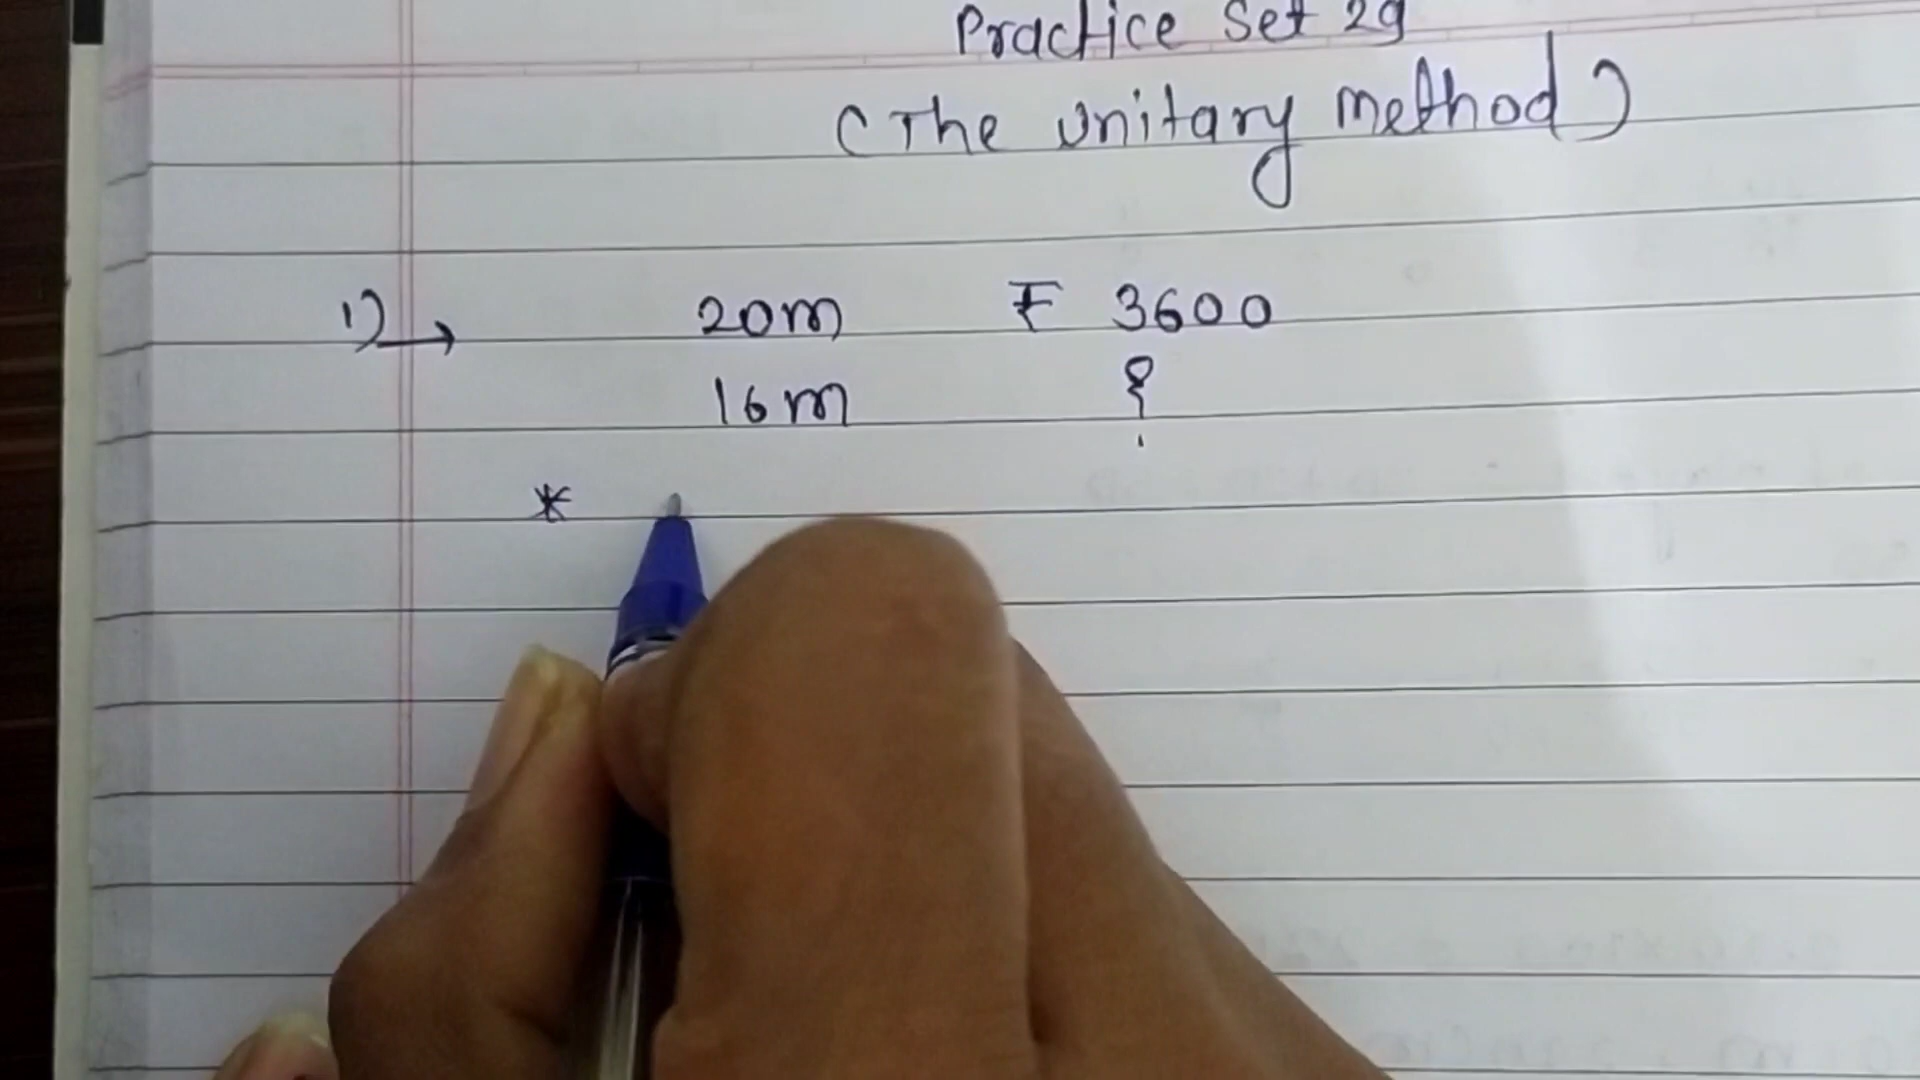 Practice Set 29
(The Unitary Method)
1)→ 20m ₹ 3600
16m ?
*